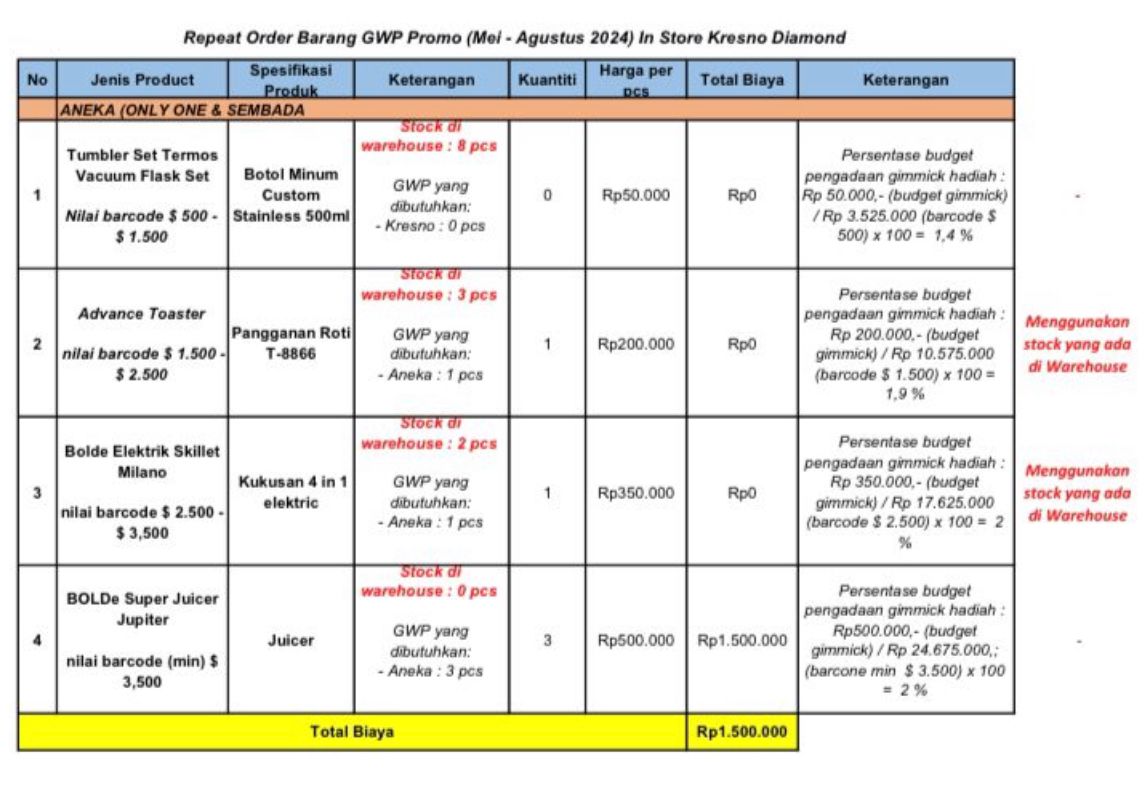 Repeat Order Barang GWP Promo (Mei - Agustus 2024) In Store Kresno Diamond
No
Jenis Product
Spesifikasi
Produk
Keterangan
Kuantiti
Harga per
pcs
Total Biaya
Keterangan
ANEKA (ONLY ONE & SEMBADA
1
Tumbler Set Termos
Vacuum Flask Set
Nilai barcode $ 500 -
$ 1.500
Botol Minum
Custom
Stainless 500ml
Stock di
warehouse : 8 pcs
GWP yang
dibutuhkan:
- Kresno : 0 pcs
0
Rp50.000
Rp0
Persentase budget
pengadaan gimmick hadiah :
Rp 50.000,- (budget gimmick)
/ Rp 3.525.000 (barcode $
500) x 100 = 1,4 %
-
2
Advance Toaster
nilai barcode $ 1.500 -
$ 2.500
Pangganan Roti
T-8866
Stock di
warehouse : 3 pcs
GWP yang
dibutuhkan:
- Aneka : 1 pcs
1
Rp200.000
Rp0
Persentase budget
pengadaan gimmick hadiah :
Rp 200.000,- (budget
gimmick) / Rp 10.575.000
(barcode $ 1.500) x 100 =
1,9 %
Menggunakan
stock yang ada
di Warehouse
3
Bolde Elektrik Skillet
Milano
nilai barcode $ 2.500 -
$ 3,500
Kukusan 4 in 1
elektric
Stock di
warehouse : 2 pcs
GWP yang
dibutuhkan:
- Aneka : 1 pcs
1
Rp350.000
Rp0
Persentase budget
pengadaan gimmick hadiah :
Rp 350.000,- (budget
gimmick) / Rp 17.625.000
(barcode $ 2.500) x 100 = 2
%
Menggunakan
stock yang ada
di Warehouse
4
BOLDe Super Juicer
Jupiter
nilai barcode (min) $
3,500
Juicer
Stock di
warehouse : 0 pcs
GWP yang
dibutuhkan:
- Aneka : 3 pcs
3
Rp500.000
Rp1.500.000
Persentase budget
pengadaan gimmick hadiah :
Rp500.000,- (budget
gimmick) / Rp 24.675.000,;
(barcone min $ 3.500) x 100
= 2 %
-
Total Biaya
Rp1.500.000